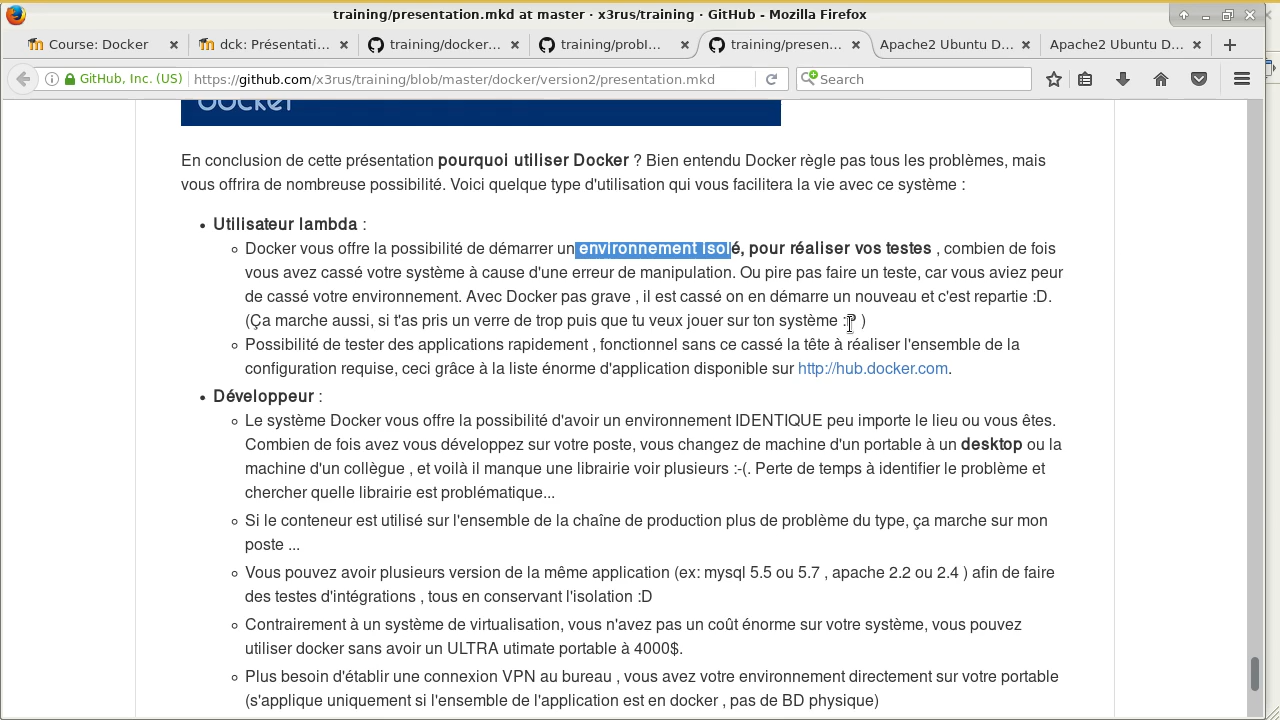 training/presentation.mkd at master · x3rus/training · GitHub - Mozilla Firefox
Course: Docker
dck: Présentati...
training/docker...
training/probl...
training/presen...
Apache2 Ubuntu D...
Apache2 Ubuntu D...
GitHub, Inc. (US)
https://github.com/x3rus/training/blob/master/docker/version2/presentation.mkd
Search
docker
En conclusion de cette présentation pourquoi utiliser Docker ? Bien entendu Docker règle pas tous les problèmes, mais
vous offrira de nombreuse possibilité. Voici quelque type d'utilisation qui vous facilitera la vie avec ce système :
• Utilisateur lambda :
◦ Docker vous offre la possibilité de démarrer un environnement isolé, pour réaliser vos testes , combien de fois
vous avez cassé votre système à cause d'une erreur de manipulation. Ou pire pas faire un teste, car vous aviez peur
de cassé votre environnement. Avec Docker pas grave , il est cassé on en démarre un nouveau et c'est repartie :D.
(Ça marche aussi, si t'as pris un verre de trop puis que tu veux jouer sur ton système :P )
◦ Possibilité de tester des applications rapidement , fonctionnel sans ce cassé la tête à réaliser l'ensemble de la
configuration requise, ceci grâce à la liste énorme d'application disponible sur http://hub.docker.com.
• Développeur :
◦ Le système Docker vous offre la possibilité d'avoir un environnement IDENTIQUE peu importe le lieu ou vous êtes.
Combien de fois avez vous développez sur votre poste, vous changez de machine d'un portable à un desktop ou la
machine d'un collègue , et voilà il manque une librairie voir plusieurs :-(. Perte de temps à identifier le problème et
chercher quelle librairie est problématique...
◦ Si le conteneur est utilisé sur l'ensemble de la chaîne de production plus de problème du type, ça marche sur mon
poste ...
◦ Vous pouvez avoir plusieurs version de la même application (ex: mysql 5.5 ou 5.7 , apache 2.2 ou 2.4 ) afin de faire
des testes d'intégrations , tous en conservant l'isolation :D
◦ Contrairement à un système de virtualisation, vous n'avez pas un coût énorme sur votre système, vous pouvez
utiliser docker sans avoir un ULTRA utimate portable à 4000$.
◦ Plus besoin d'établir une connexion VPN au bureau , vous avez votre environnement directement sur votre portable
(s'applique uniquement si l'ensemble de l'application est en docker , pas de BD physique)